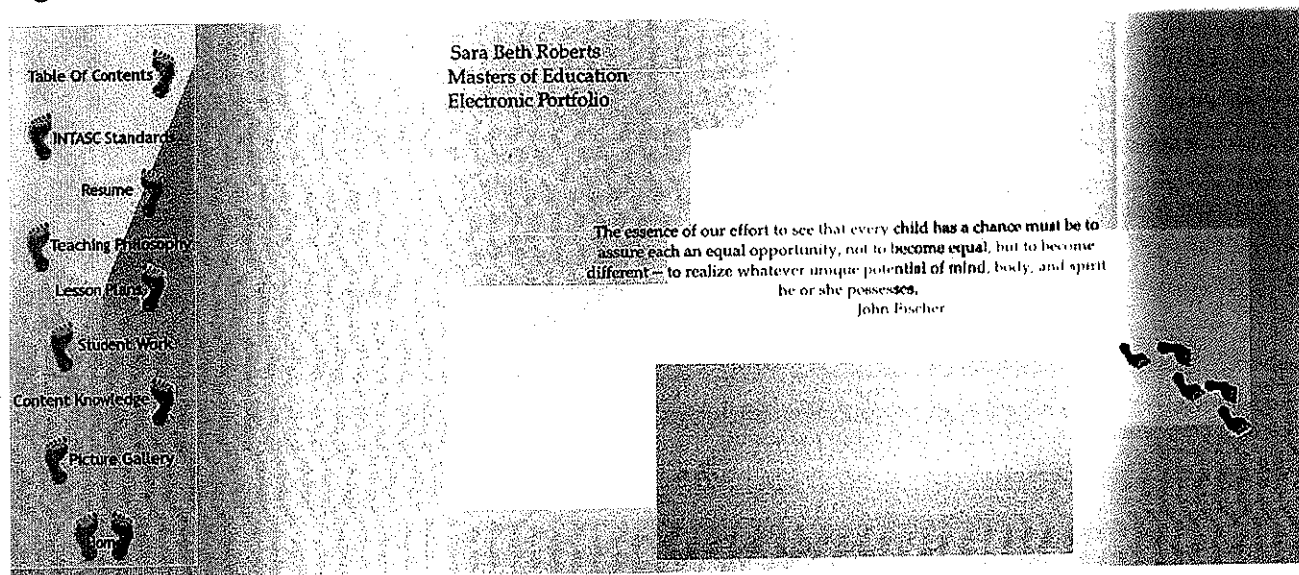 Table Of Contents
INTASC Standards
Resume
Teaching Philosophy
Lesson Plans
Student Work
Content Knowledge
Picture Gallery
Sara Beth Roberts
Masters of Education
Electronic Portfolio
The essence of our effort to see that every child has a chance must be to
assure each an equal opportunity, not to become equal, but to become
different – to realize whatever unique potential of mind, body, and spirit
he or she possesses.
John Fischer